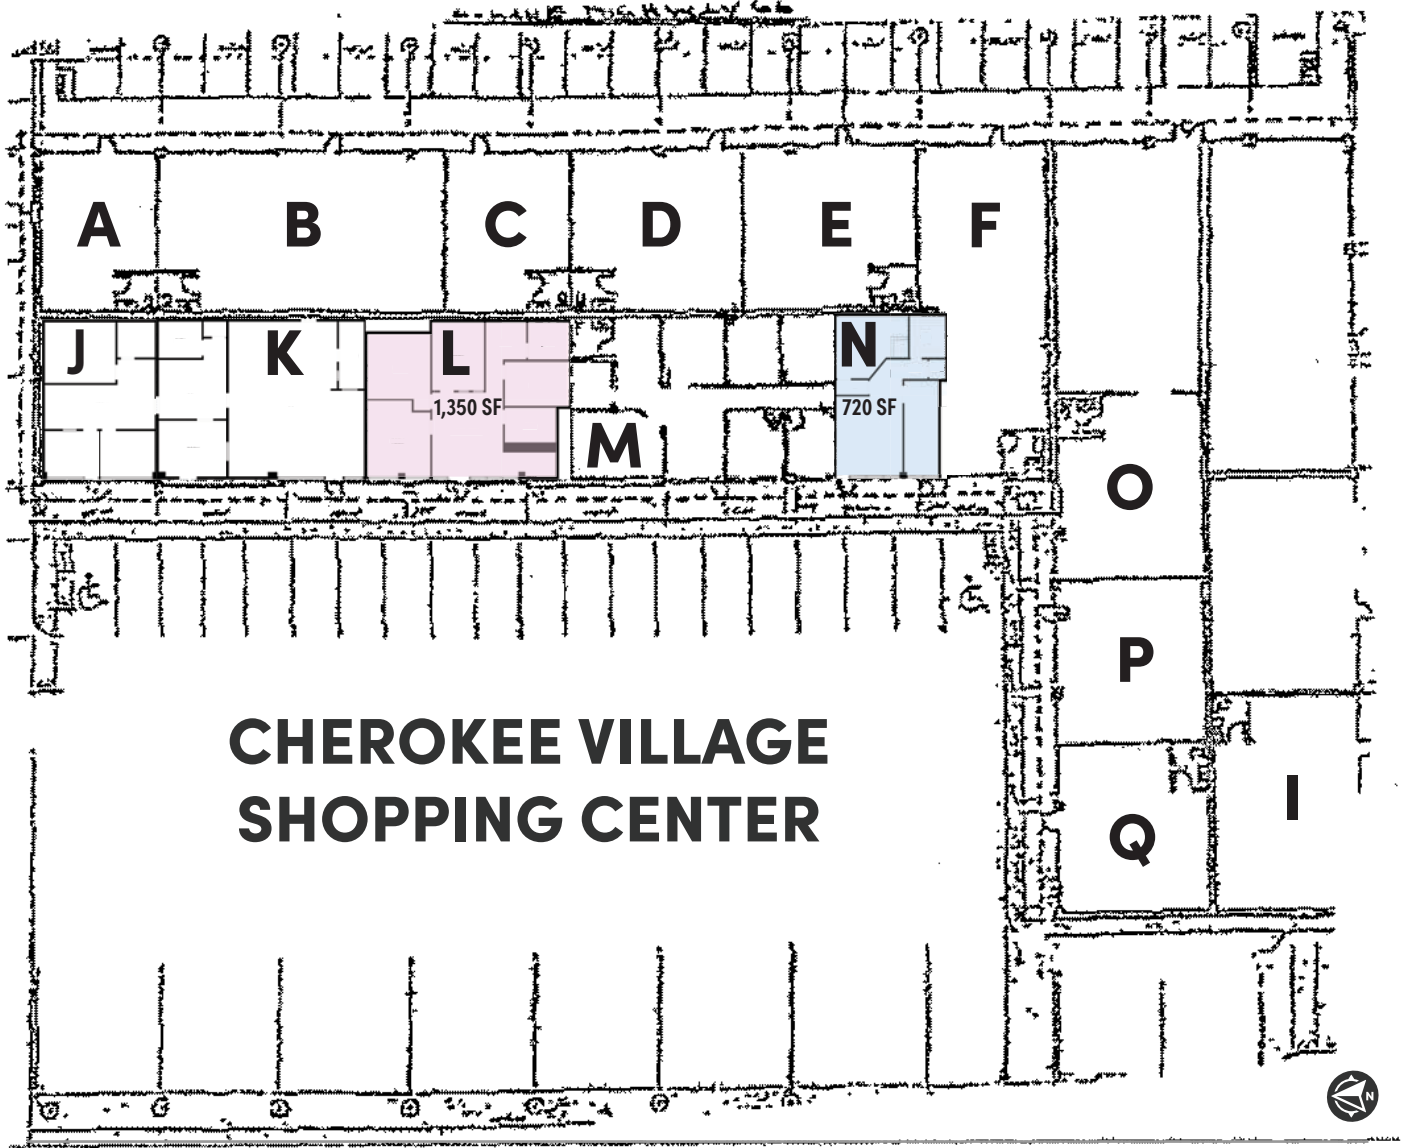 A B C D E F
J K L N
1,350 SF 720 SF
M
O
P
CHEROKEE VILLAGE
SHOPPING CENTER
I
Q
N